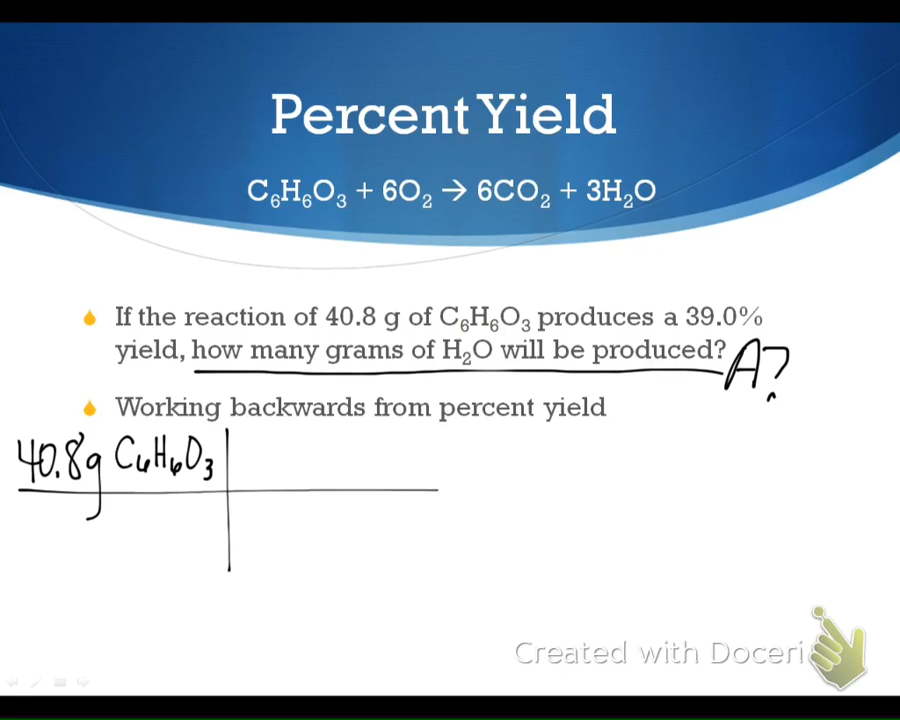 Percent Yield
C₆H₆O₃ + 6O₂ → 6CO₂ + 3H₂O
If the reaction of 40.8 g of C₆H₆O₃ produces a 39.0%
yield, how many grams of H₂O will be produced? A?
Working backwards from percent yield
40.8g C₆H₆O₃
Created with Doceri